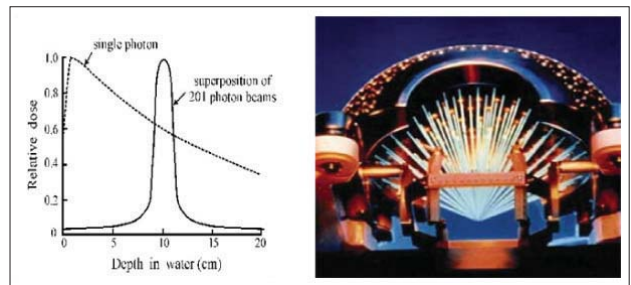 single photon
superposition of
201 photon beams
Relative dose
1.0
0.8
0.6
0.4
0.2
0
0
5
10
15
20
Depth in water (cm)